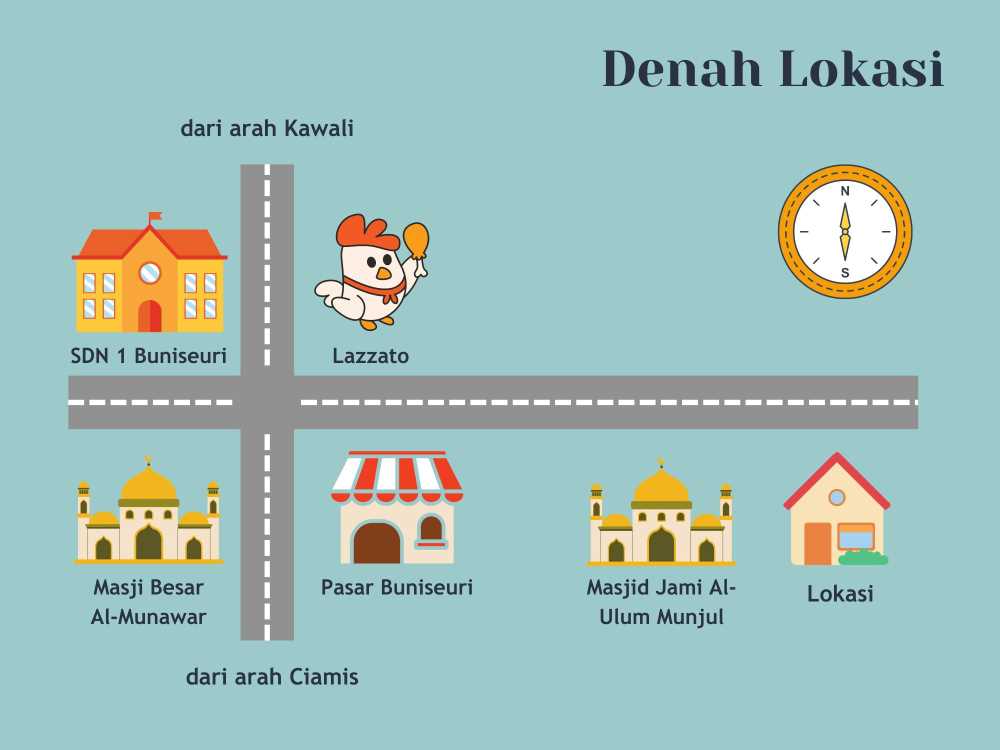 Denah Lokasi
dari arah Kawali
N
S
SDN 1 Buniseuri
Lazzato
Masji Besar
Al-Munawar
Pasar Buniseuri
Masjid Jami Al-
Ulum Munjul
Lokasi
dari arah Ciamis